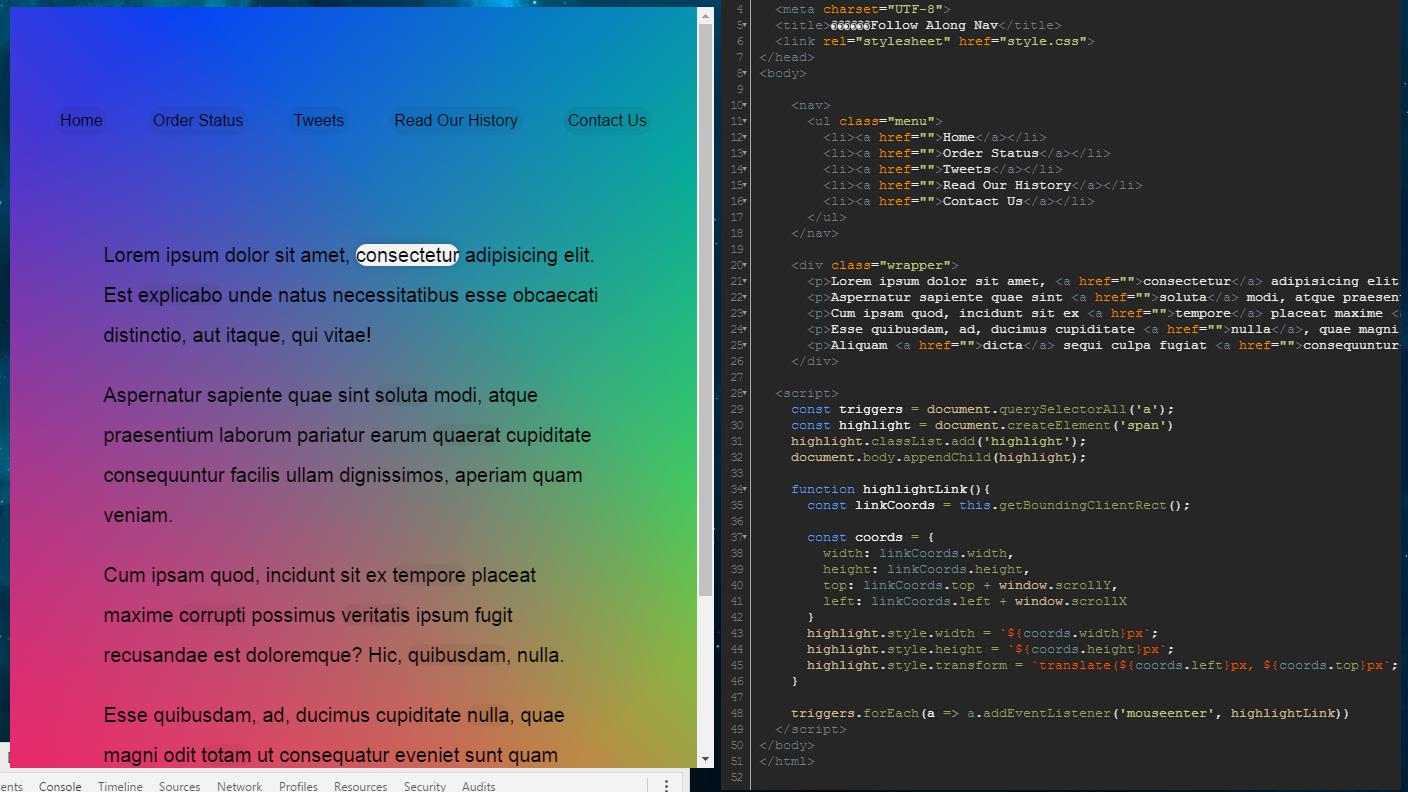 Home Order Status Tweets Read Our History Contact Us
Lorem ipsum dolor sit amet, consectetur adipisicing elit.
Est explicabo unde natus necessitatibus esse obcaecati
distinctio, aut itaque, qui vitae!
Aspernatur sapiente quae sint soluta modi, atque
praesentium laborum pariatur earum quaerat cupiditate
consequuntur facilis ullam dignissimos, aperiam quam
veniam.
Cum ipsam quod, incidunt sit ex tempore placeat
maxime corrupti possimus veritatis ipsum fugit
recusandae est doloremque? Hic, quibusdam, nulla.
Esse quibusdam, ad, ducimus cupiditate nulla, quae
magni odit totam ut consequatur eveniet sunt quam
ents Console Timeline Sources Network Profiles Resources Security Audits
4 <meta charset="UTF-8">
5 <title>Follow Along Nav</title>
6 <link rel="stylesheet" href="style.css">
7 </head>
8 <body>
9
10 <nav>
11 <ul class="menu">
12 <li><a href="">Home</a></li>
13 <li><a href="">Order Status</a></li>
14 <li><a href="">Tweets</a></li>
15 <li><a href="">Read Our History</a></li>
16 <li><a href="">Contact Us</a></li>
17 </ul>
18 </nav>
19
20 <div class="wrapper">
21 <p>Lorem ipsum dolor sit amet, <a href="">consectetur</a> adipisicing elit
22 <p>Aspernatur sapiente quae sint <a href="">soluta</a> modi, atque praesen
23 <p>Cum ipsam quod, incidunt sit ex <a href="">tempore</a> placeat maxime <
24 <p>Esse quibusdam, ad, ducimus cupiditate <a href="">nulla</a>, quae magni
25 <p>Aliquam <a href="">dicta</a> sequi culpa fugiat <a href="">consequuntur
26 </div>
27
28 <script>
29 const triggers = document.querySelectorAll('a');
30 const highlight = document.createElement('span')
31 highlight.classList.add('highlight');
32 document.body.appendChild(highlight);
33
34 function highlightLink(){
35 const linkCoords = this.getBoundingClientRect();
36
37 const coords = {
38 width: linkCoords.width,
39 height: linkCoords.height,
40 top: linkCoords.top + window.scrollY,
41 left: linkCoords.left + window.scrollX
42 }
43 highlight.style.width = `${coords.width}px`;
44 highlight.style.height = `${coords.height}px`;
45 highlight.style.transform = `translate(${coords.left}px, ${coords.top}px`;
46 }
47
48 triggers.forEach(a => a.addEventListener('mouseenter', highlightLink))
49 </script>
50 </body>
51 </html>
52